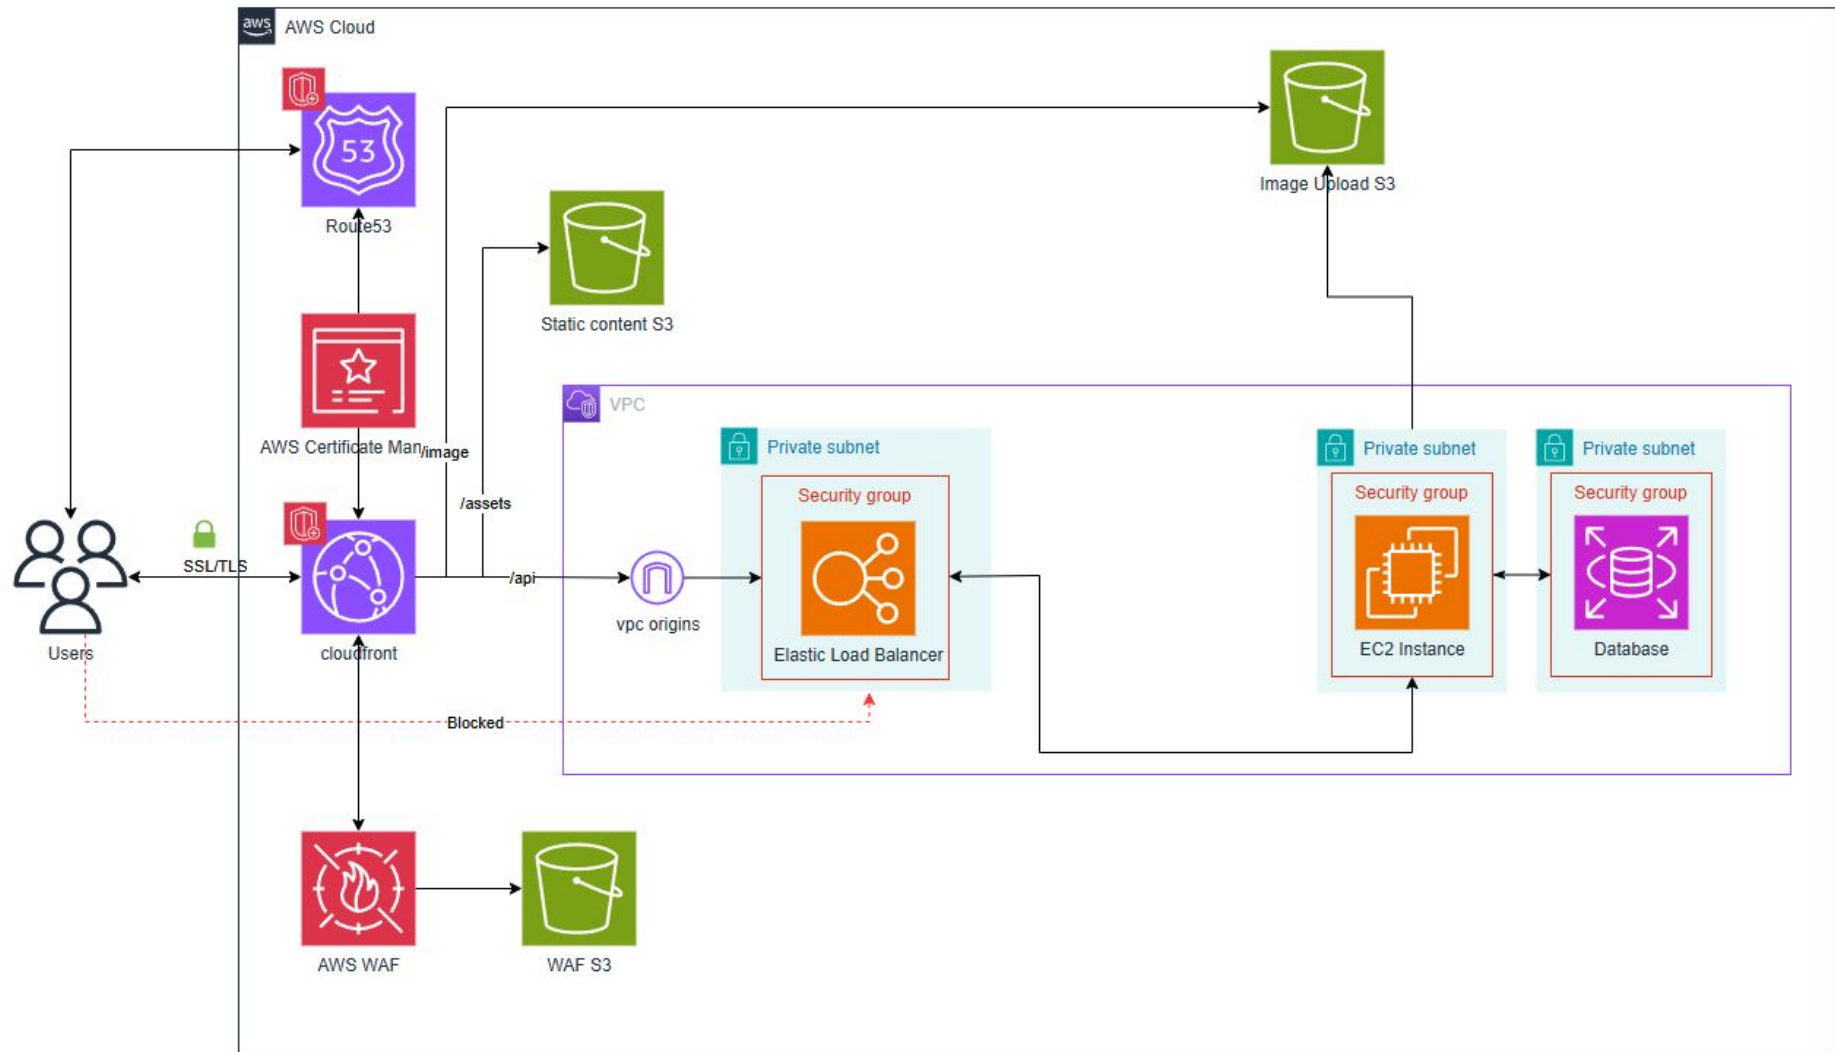 aws
AWS Cloud
53
Route53
Image Upload S3
Static content S3
AWS Certificate Man
/image
VPC
Private subnet
Private subnet
Private subnet
Security group
Security group
Security group
/assets
SSL/TLS
/api
vpc origins
Users
cloudfront
Elastic Load Balancer
EC2 Instance
Database
Blocked
AWS WAF
WAF S3